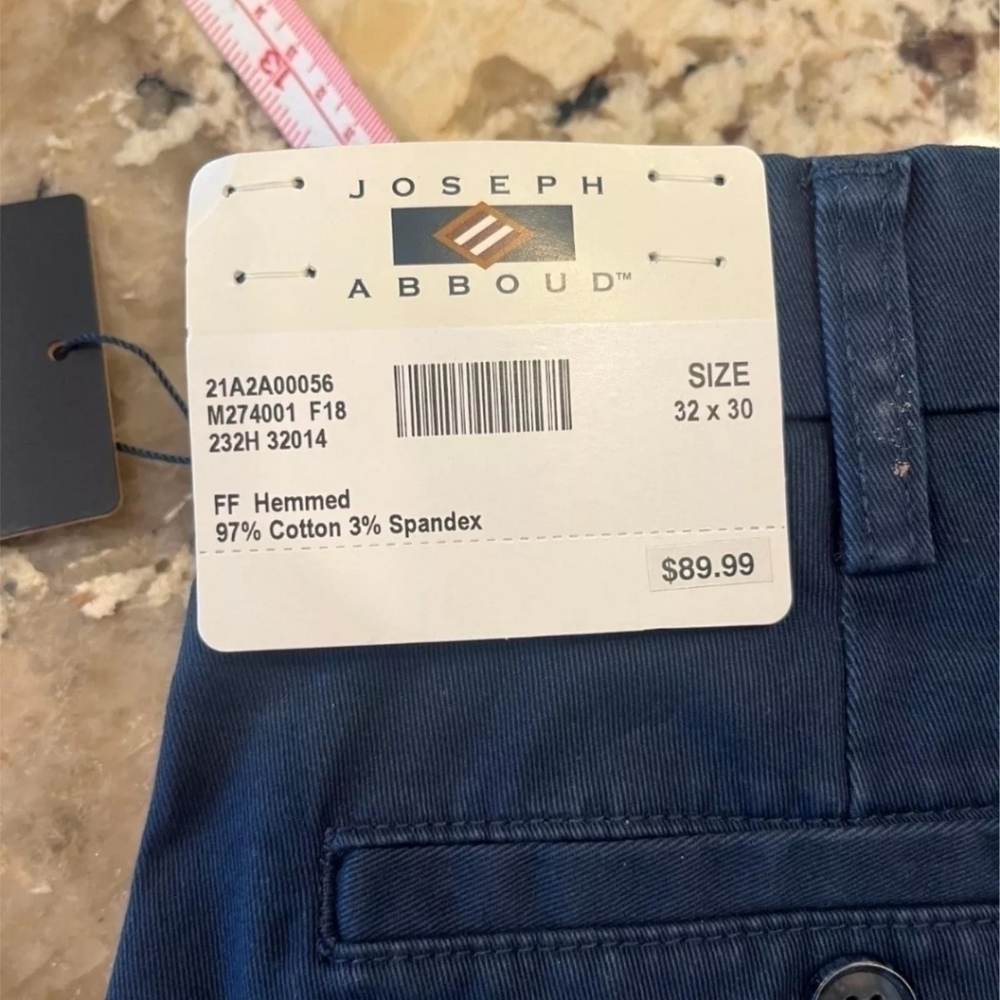 13
JOSEPH
ABBOUD™
21A2A00056
M274001 F18
232H 32014
SIZE
32 x 30
FF Hemmed
97% Cotton 3% Spandex
$89.99